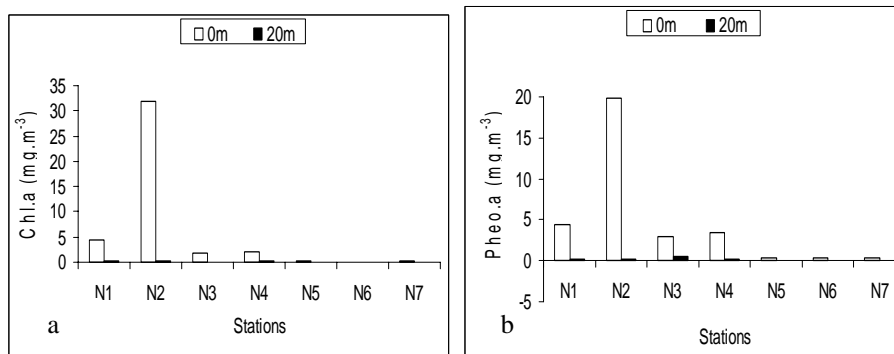 0m 20m
Chl.a (mg.m-3)
35
30
25
20
15
10
5
0
N1 N2 N3 N4 N5 N6 N7
Stations
a
0m 20m
Pheo.a (mg.m-3)
20
15
10
5
0
-5
N1 N2 N3 N4 N5 N6 N7
Stations
b